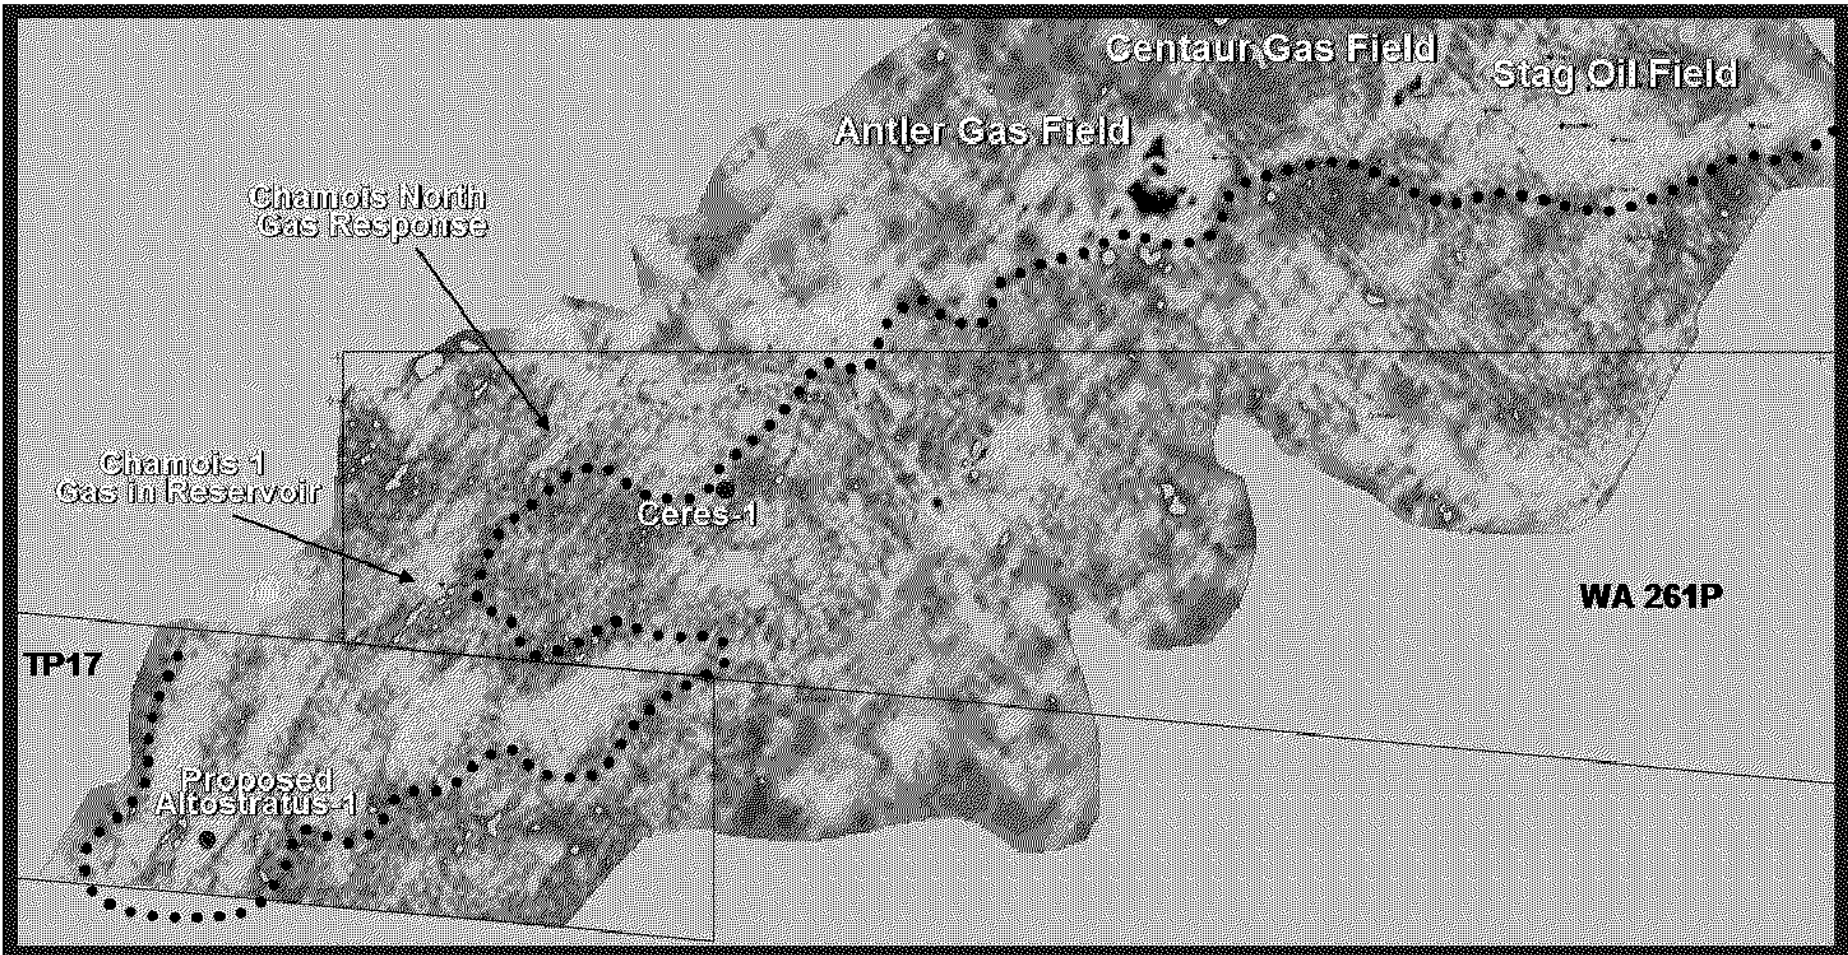 Centaur Gas Field
Stag Oil Field
Antler Gas Field
Chamois North
Gas Response
Chamois 1
Gas in Reservoir
Ceres-1
WA 261P
TP17
Proposed
Altostratus-1